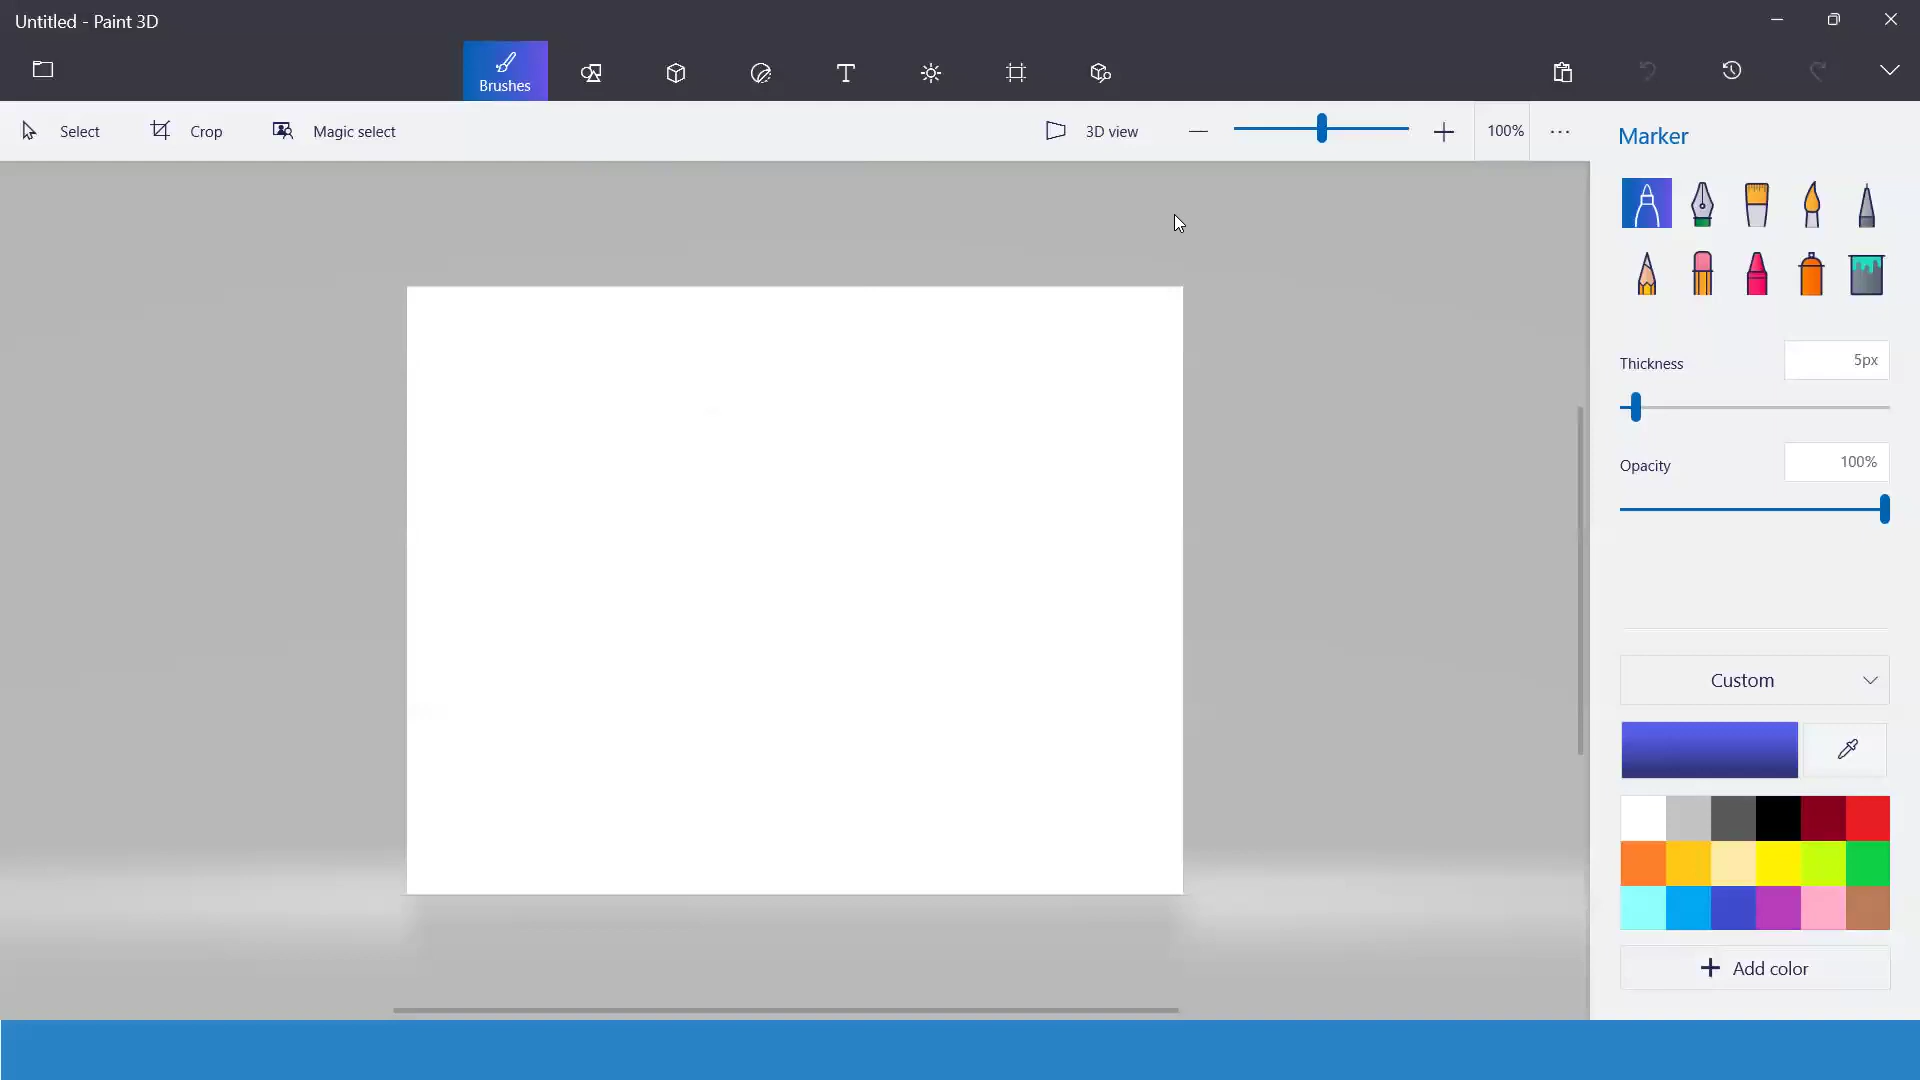 Untitled - Paint 3D
Brushes
Select
Crop
Magic select
3D view
100%
Marker
Thickness
5px
Opacity
100%
Custom
Add color